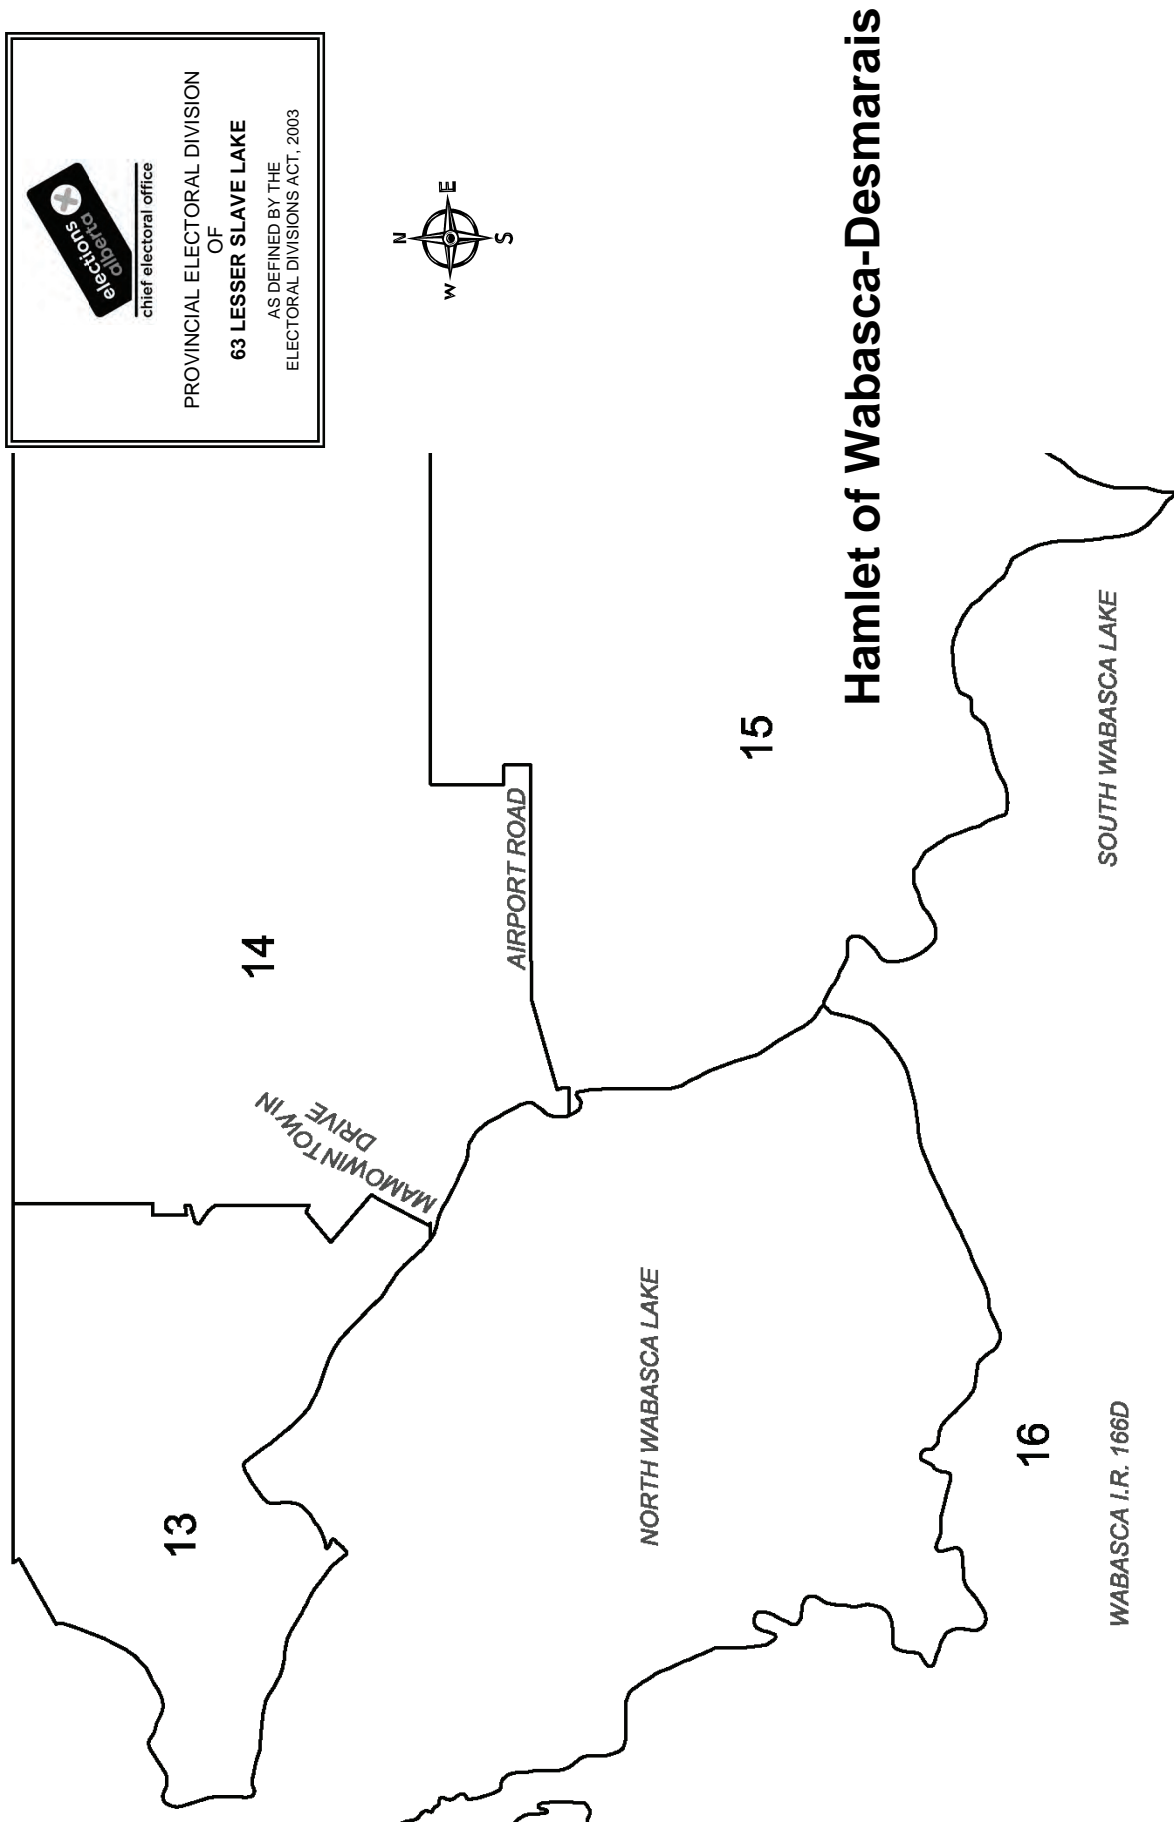 elections
alberta
chief electoral office
PROVINCIAL ELECTORAL DIVISION
OF
63 LESSER SLAVE LAKE
AS DEFINED BY THE
ELECTORAL DIVISIONS ACT, 2003
N
W
E
S
Hamlet of Wabasca-Desmarais
14
MAMOWINTOWIN
DRIVE
13
AIRPORT ROAD
15
NORTH WABASCA LAKE
SOUTH WABASCA LAKE
16
WABASCA I.R. 166D